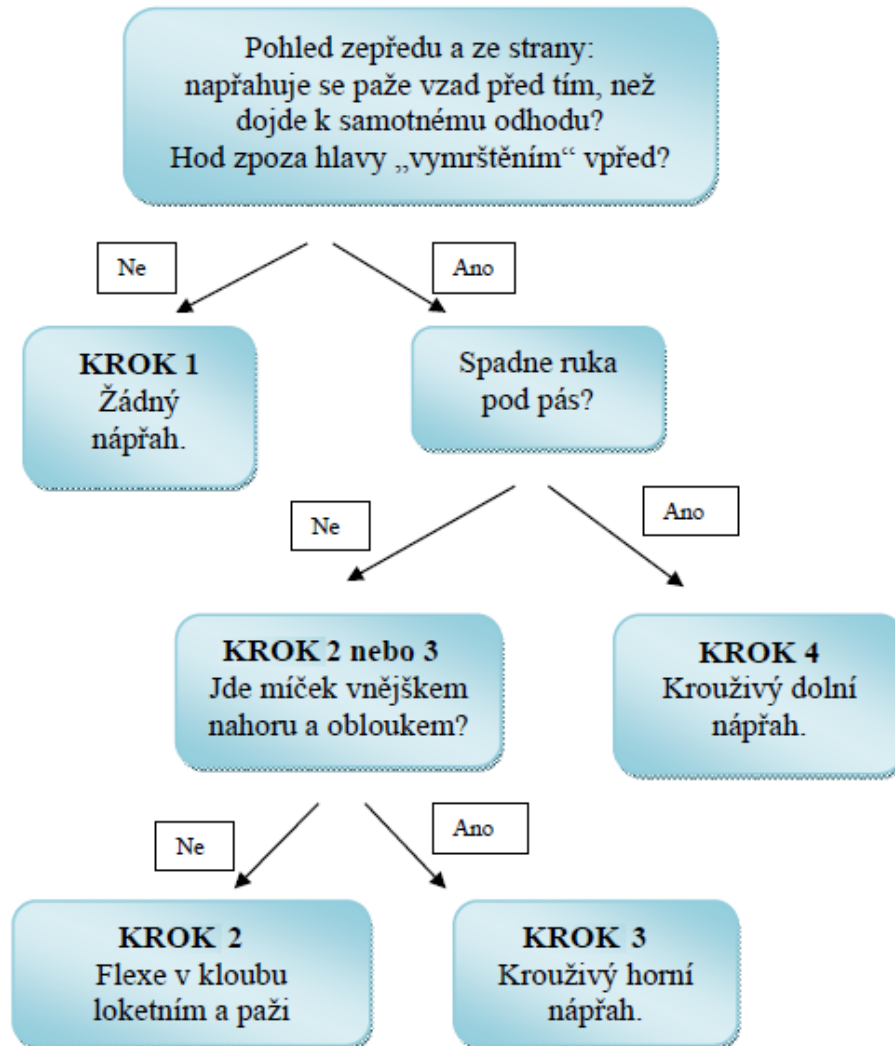 Pohled zepředu a ze strany:
napřahuje se paže vzad před tím, než
dojde k samotnému odhodu?
Hod zpoza hlavy „vymrštěním“ vpřed?
Ne
Ano
KROK 1
Žádný
nápřah.
Spadne ruka
pod pás?
Ne
Ano
KROK 2 nebo 3
Jde míček vnějškem
nahoru a obloukem?
KROK 4
Krouživý dolní
nápřah.
Ne
Ano
KROK 2
Flexe v kloubu
loketním a paži
KROK 3
Krouživý horní
nápřah.